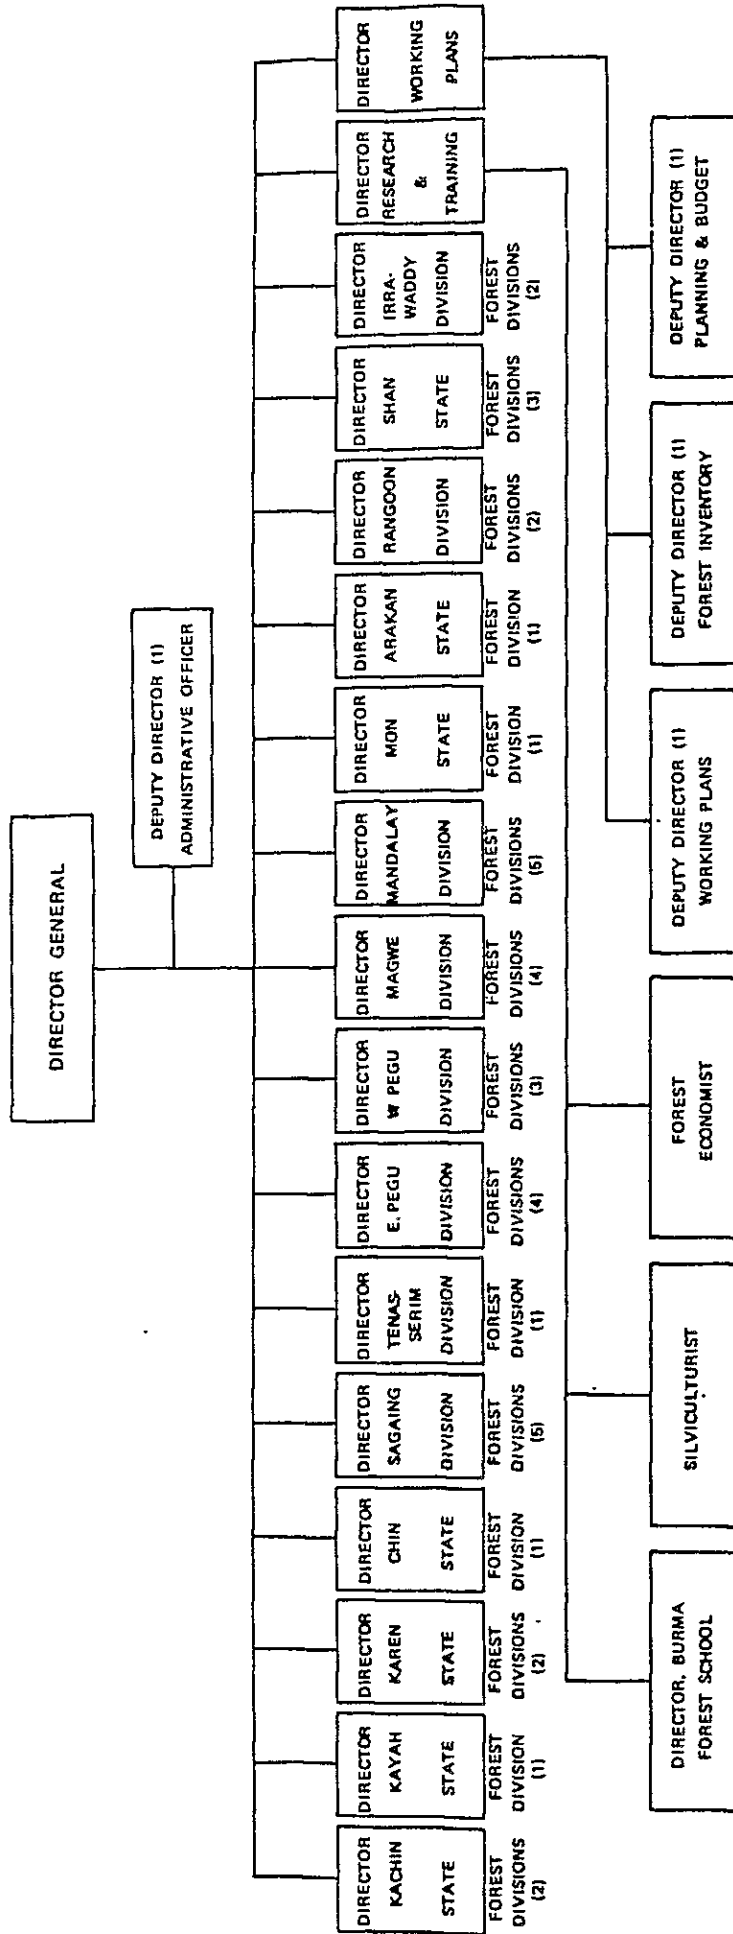 DIRECTOR GENERAL
DEPUTY DIRECTOR (1)
ADMINISTRATIVE OFFICER
DIRECTOR
KACHIN
STATE
FOREST
DIVISIONS
(2)
DIRECTOR
KAYAH
STATE
FOREST
DIVISION
(1)
DIRECTOR
KAREN
STATE
FOREST
DIVISIONS
(2)
DIRECTOR
CHIN
STATE
FOREST
DIVISION
(1)
DIRECTOR
SAGAING
DIVISION
FOREST
DIVISIONS
(5)
DIRECTOR
TENAS-
SERIM
DIVISION
FOREST
DIVISION
(1)
DIRECTOR
E. PEGU
DIVISION
FOREST
DIVISIONS
(4)
DIRECTOR
W PEGU
DIVISION
FOREST
DIVISIONS
(3)
DIRECTOR
MAGWE
DIVISION
FOREST
DIVISIONS
(4)
DIRECTOR
MANDALAY
DIVISION
FOREST
DIVISIONS
(5)
DIRECTOR
MON
STATE
FOREST
DIVISION
(1)
DIRECTOR
ARAKAN
STATE
FOREST
DIVISION
(1)
DIRECTOR
RANGOON
DIVISION
FOREST
DIVISIONS
(2)
DIRECTOR
SHAN
STATE
FOREST
DIVISIONS
(3)
DIRECTOR
IRRA-
WADDY
DIVISION
FOREST
DIVISIONS
(2)
DIRECTOR
RESEARCH
&
TRAINING
DIRECTOR
WORKING
PLANS
DIRECTOR, BURMA
FOREST SCHOOL
SILVICULTURIST
FOREST
ECONOMIST
DEPUTY DIRECTOR (1)
WORKING PLANS
DEPUTY DIRECTOR (1)
FOREST INVENTORY
DEPUTY DIRECTOR (1)
PLANNING & BUDGET